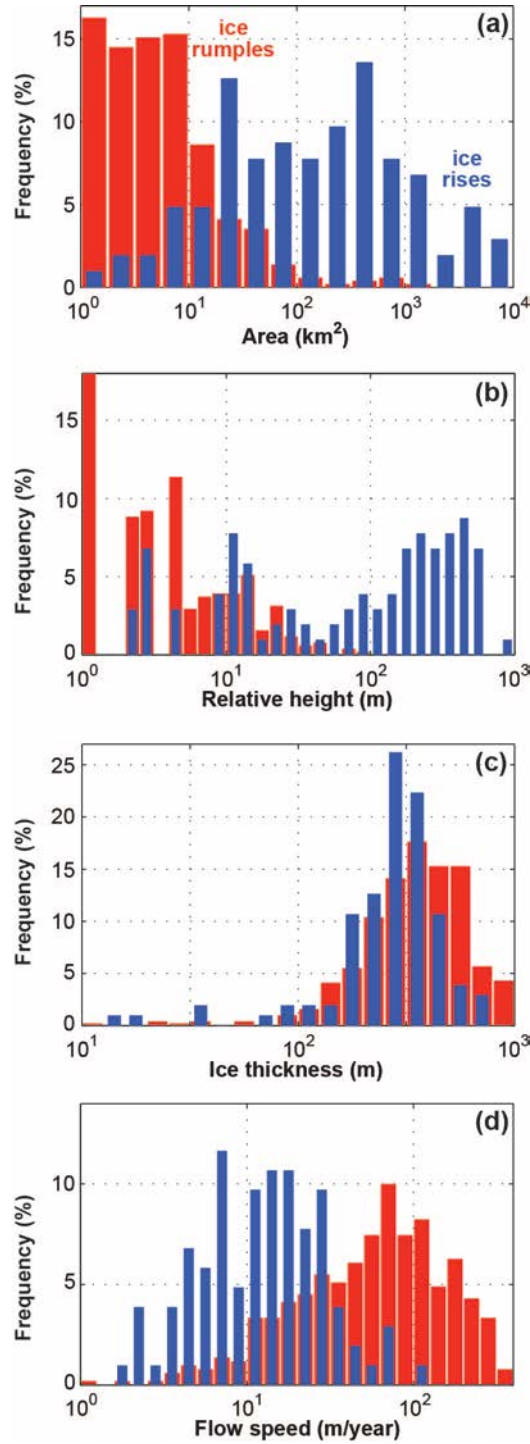 (a)
ice
rumples
ice
rises
Frequency (%)
15
10
5
0
10⁰
10¹
10²
10³
10⁴
Area (km²)
(b)
Frequency (%)
15
10
5
0
10⁰
10¹
10²
10³
Relative height (m)
(c)
Frequency (%)
25
20
15
10
5
0
10¹
10²
10³
Ice thickness (m)
(d)
Frequency (%)
10
5
0
10⁰
10¹
10²
Flow speed (m/year)